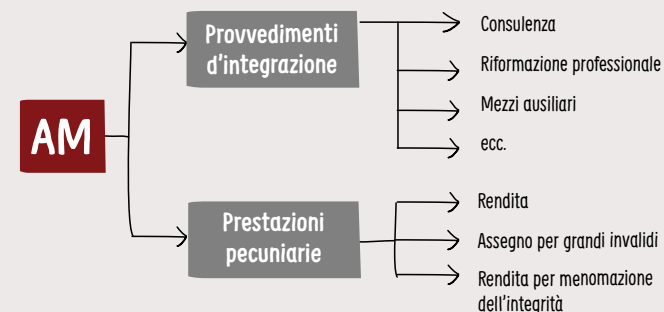 AM
Provvedimenti
d'integrazione
Consulenza
Riformazione professionale
Mezzi ausiliari
ecc.
Prestazioni
pecuniarie
Rendita
Assegno per grandi invalidi
Rendita per menomazione
dell'integrità